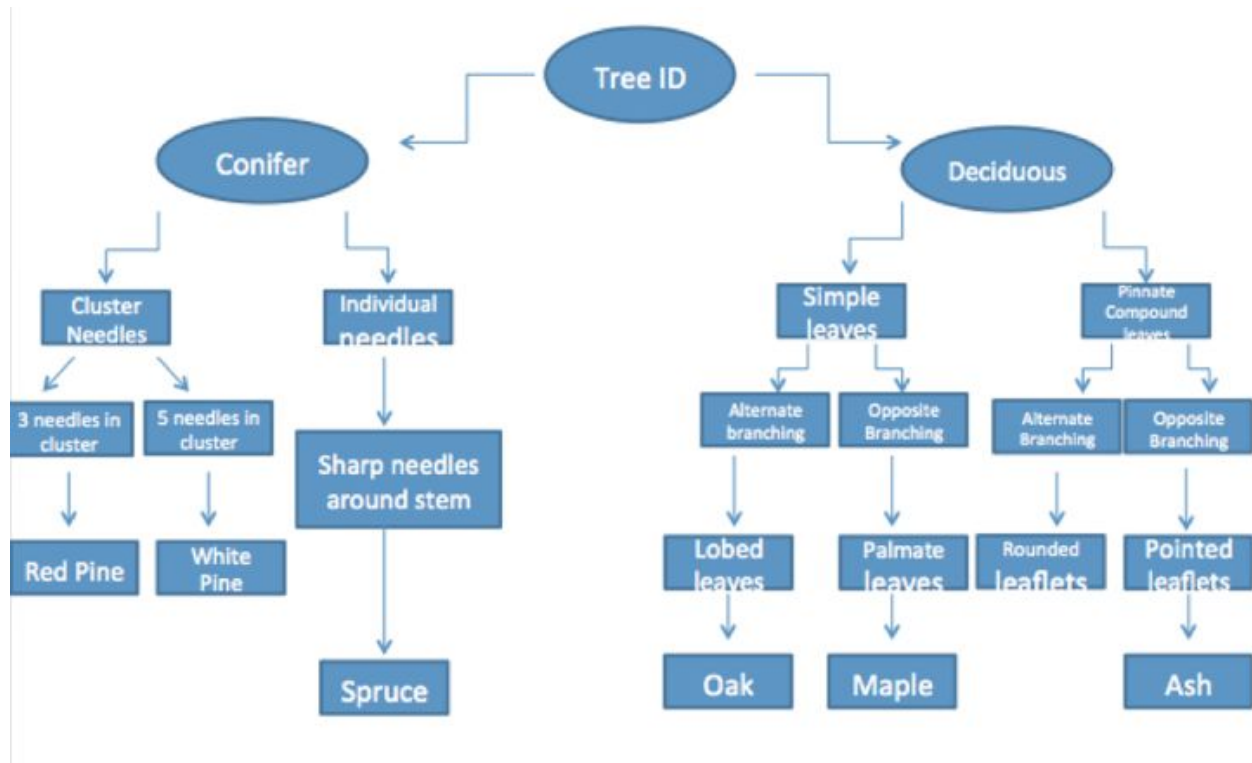 Tree ID
Conifer
Deciduous
Cluster
Needles
Individual
needles
Simple
leaves
Pinnate
Compound
leaves
3 needles in
cluster
5 needles in
cluster
Alternate
branching
Opposite
Branching
Alternate
Branching
Opposite
Branching
Sharp needles
around stem
Red Pine
White
Pine
Lobed
leaves
Palmate
leaves
Rounded
leaflets
Pointed
leaflets
Spruce
Oak
Maple
Ash